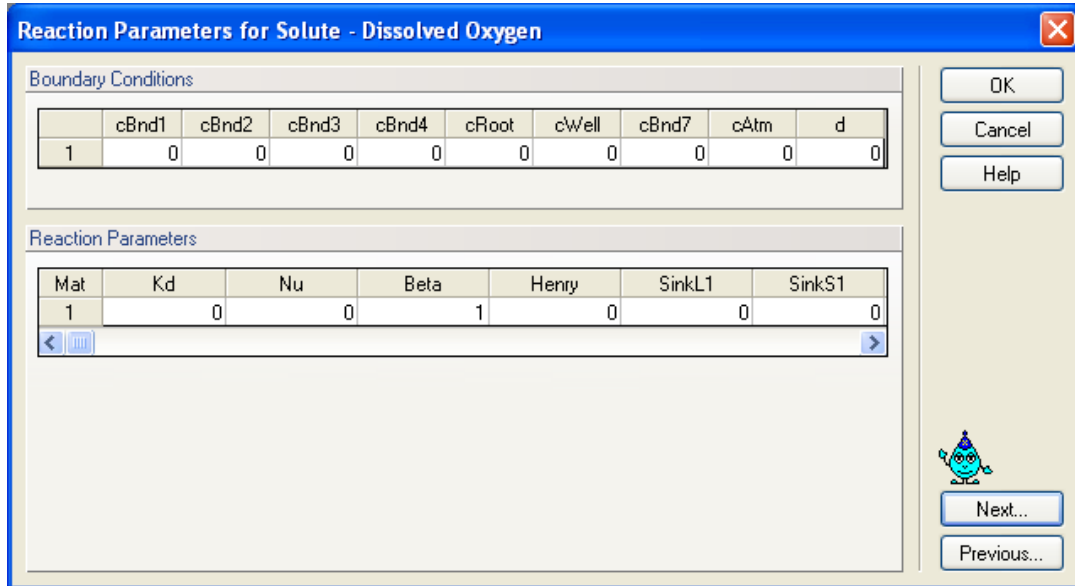 Reaction Parameters for Solute - Dissolved Oxygen
Boundary Conditions
cBnd1 cBnd2 cBnd3 cBnd4 cRoot cWell cBnd7 cAtm d
1 0 0 0 0 0 0 0 0 0
Reaction Parameters
Mat Kd Nu Beta Henry SinkL1 SinkS1
1 0 0 1 0 0 0
OK
Cancel
Help
Next...
Previous...